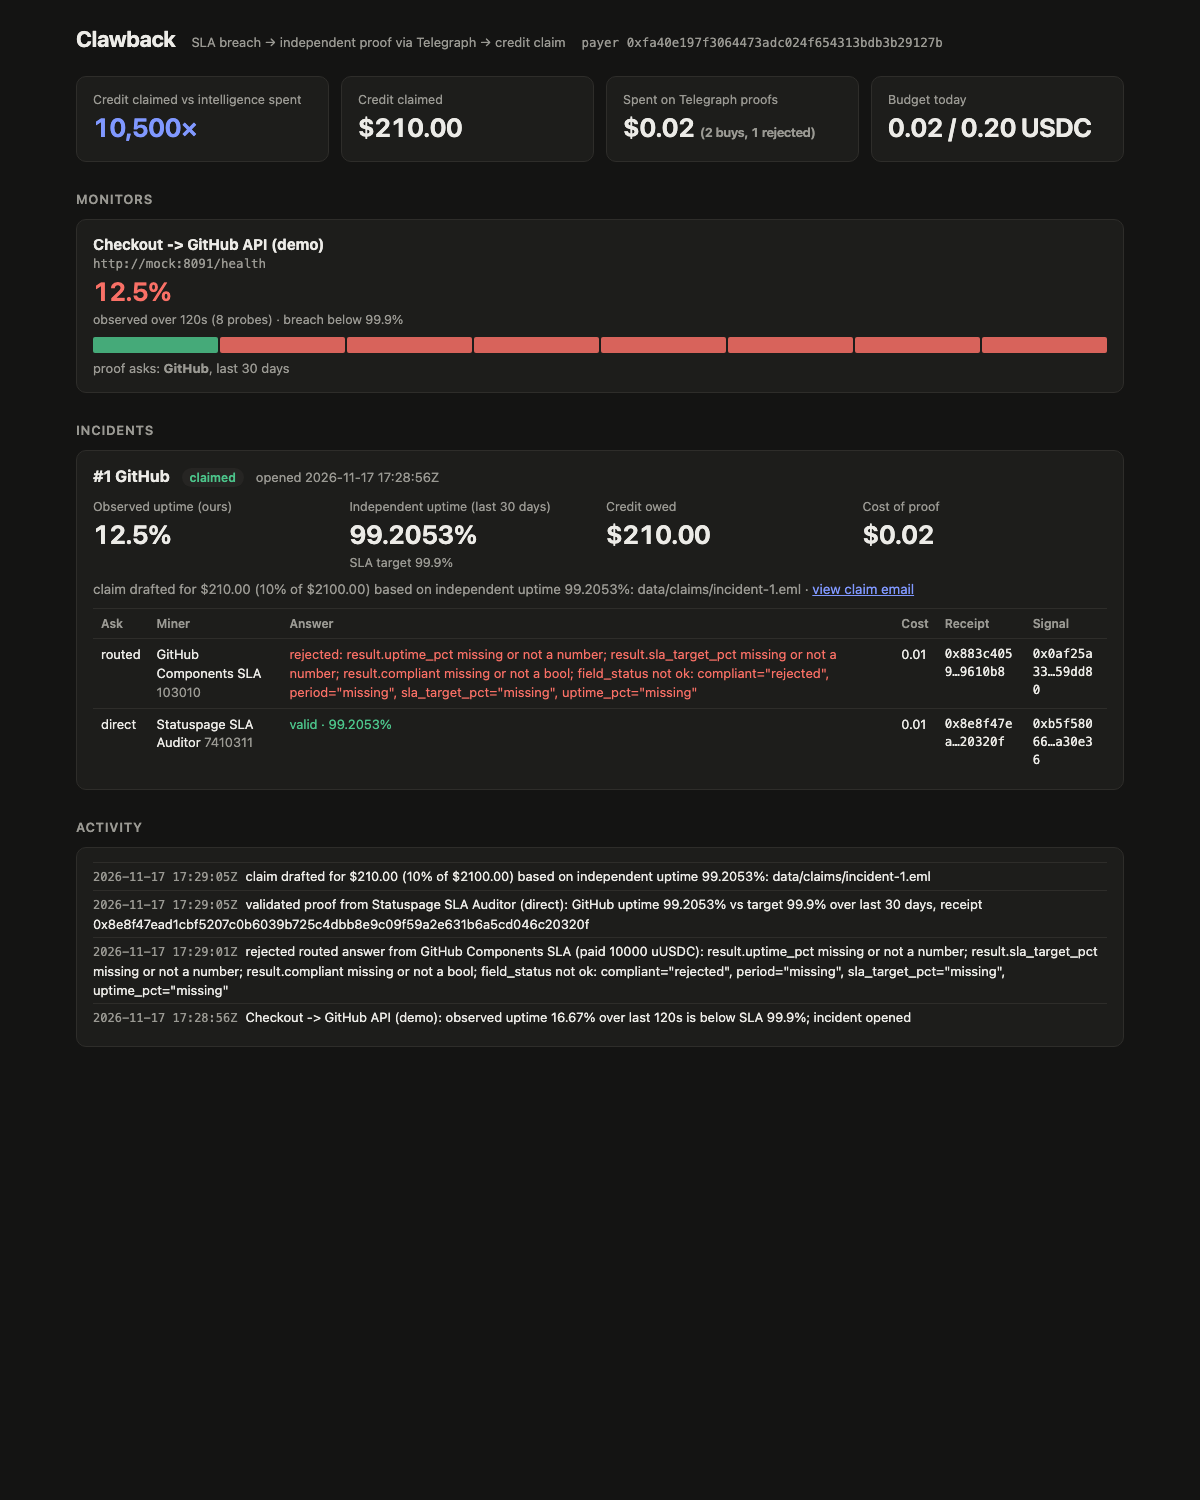 Clawback SLA breach → independent proof via Telegraph → credit claim payer 0xfa40e197f3064473adc024f654313bdb3b29127b
Credit claimed vs intelligence spent
10,500×
Credit claimed
$210.00
Spent on Telegraph proofs
$0.02 (2 buys, 1 rejected)
Budget today
0.02 / 0.20 USDC
MONITORS
Checkout -> GitHub API (demo)
http://mock:8091/health
12.5%
observed over 120s (8 probes) · breach below 99.9%
proof asks: GitHub, last 30 days
INCIDENTS
#1 GitHub claimed opened 2026-11-17 17:28:56Z
Observed uptime (ours)
12.5%
Independent uptime (last 30 days)
99.2053%
SLA target 99.9%
Credit owed
$210.00
Cost of proof
$0.02
claim drafted for $210.00 (10% of $2100.00) based on independent uptime 99.2053%: data/claims/incident-1.eml · view claim email
Ask Miner Answer Cost Receipt Signal
routed
GitHub
Components SLA
103010
rejected: result.uptime_pct missing or not a number; result.sla_target_pct missing or not a
number; result.compliant missing or not a bool; field_status not ok: compliant="rejected",
period="missing", sla_target_pct="missing", uptime_pct="missing"
0.01
0x883c405
9…9610b8
0x0af25a
33…59dd8
0
direct
Statuspage SLA
Auditor 7410311
valid · 99.2053%
0.01
0x8e8f47e
a…20320f
0xb5f580
66…a30e3
6
ACTIVITY
2026-11-17 17:29:05Z claim drafted for $210.00 (10% of $2100.00) based on independent uptime 99.2053%: data/claims/incident-1.eml
2026-11-17 17:29:05Z validated proof from Statuspage SLA Auditor (direct): GitHub uptime 99.2053% vs target 99.9% over last 30 days, receipt
0x8e8f47ead1cbf5207c0b6039b725c4dbb8e9c09f59a2e631b6a5cd046c20320f
2026-11-17 17:29:01Z rejected routed answer from GitHub Components SLA (paid 10000 uUSDC): result.uptime_pct missing or not a number; result.sla_target_pct
missing or not a number; result.compliant missing or not a bool; field_status not ok: compliant="rejected", period="missing", sla_target_pct="missing",
uptime_pct="missing"
2026-11-17 17:28:56Z Checkout -> GitHub API (demo): observed uptime 16.67% over last 120s is below SLA 99.9%; incident opened